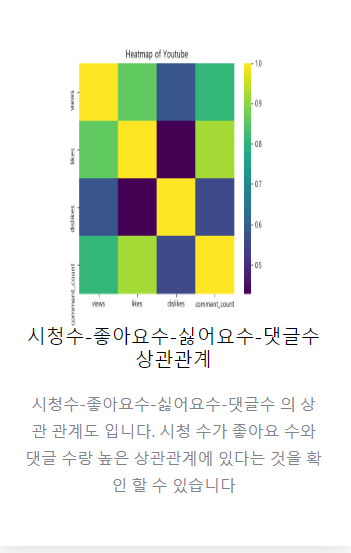 Heatmap of Youtube
1.0
views
0.9
likes
0.8
0.7
dislikes
0.6
0.5
comment_count
views likes dislikes comment_count
시청수-좋아요수-싫어요수-댓글수
상관관계
시청수-좋아요수-싫어요수-댓글수 의 상
관 관계도 입니다. 시청 수가 좋아요 수와
댓글 수랑 높은 상관관계에 있다는 것을 확
인 할 수 있습니다